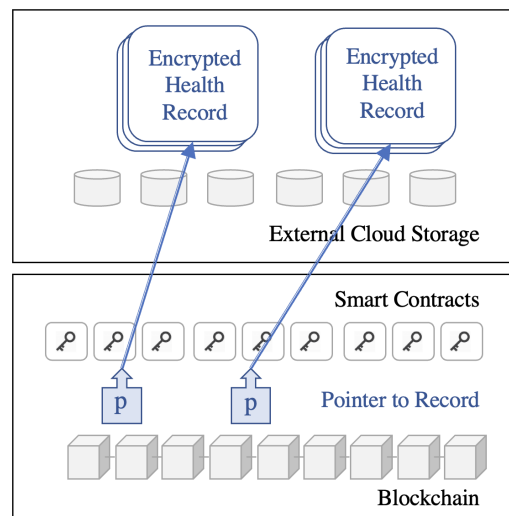 Encrypted
Health
Record
Encrypted
Health
Record
External Cloud Storage
Smart Contracts
p
p
Pointer to Record
Blockchain